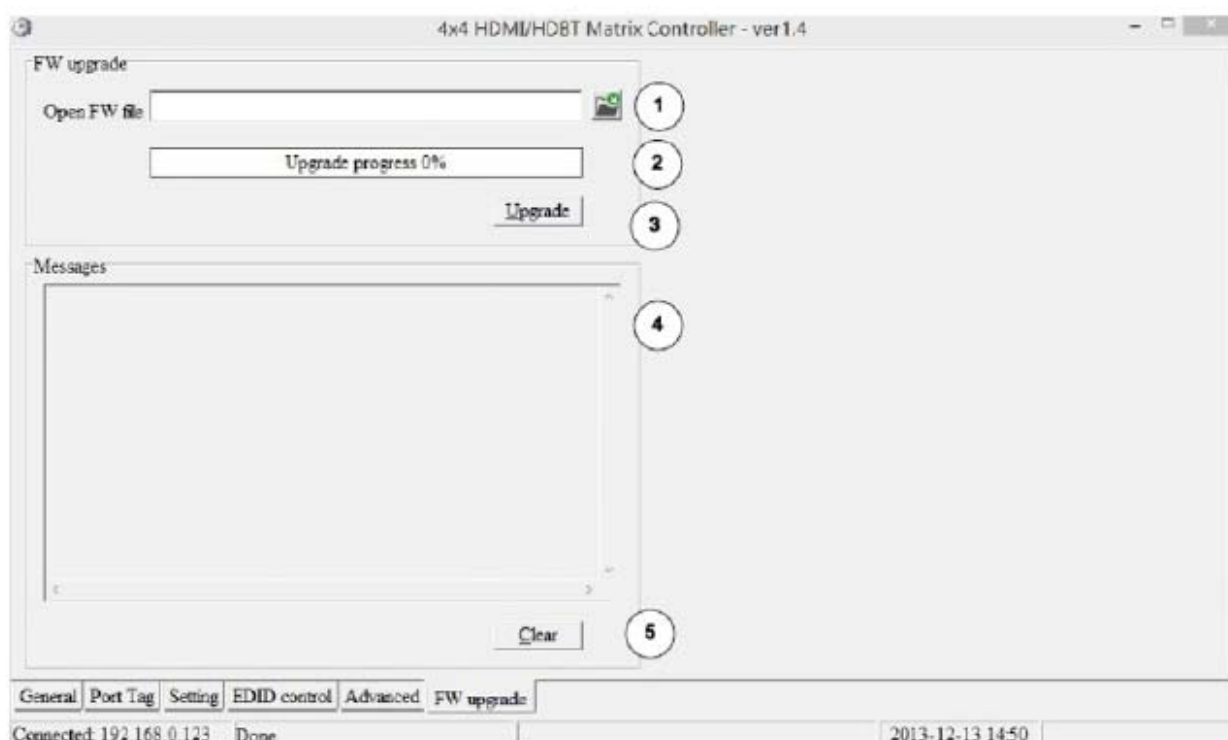 4x4 HDMI/HDBT Matrix Controller - ver1.4
FW upgrade
Open FW file
1
Upgrade progress 0%
2
Upgrade
3
Messages
4
Clear
5
General Port Tag Setting EDID control Advanced FW upgrade
Connected: 192.168.0.123 Done 2013-12-13 14:50